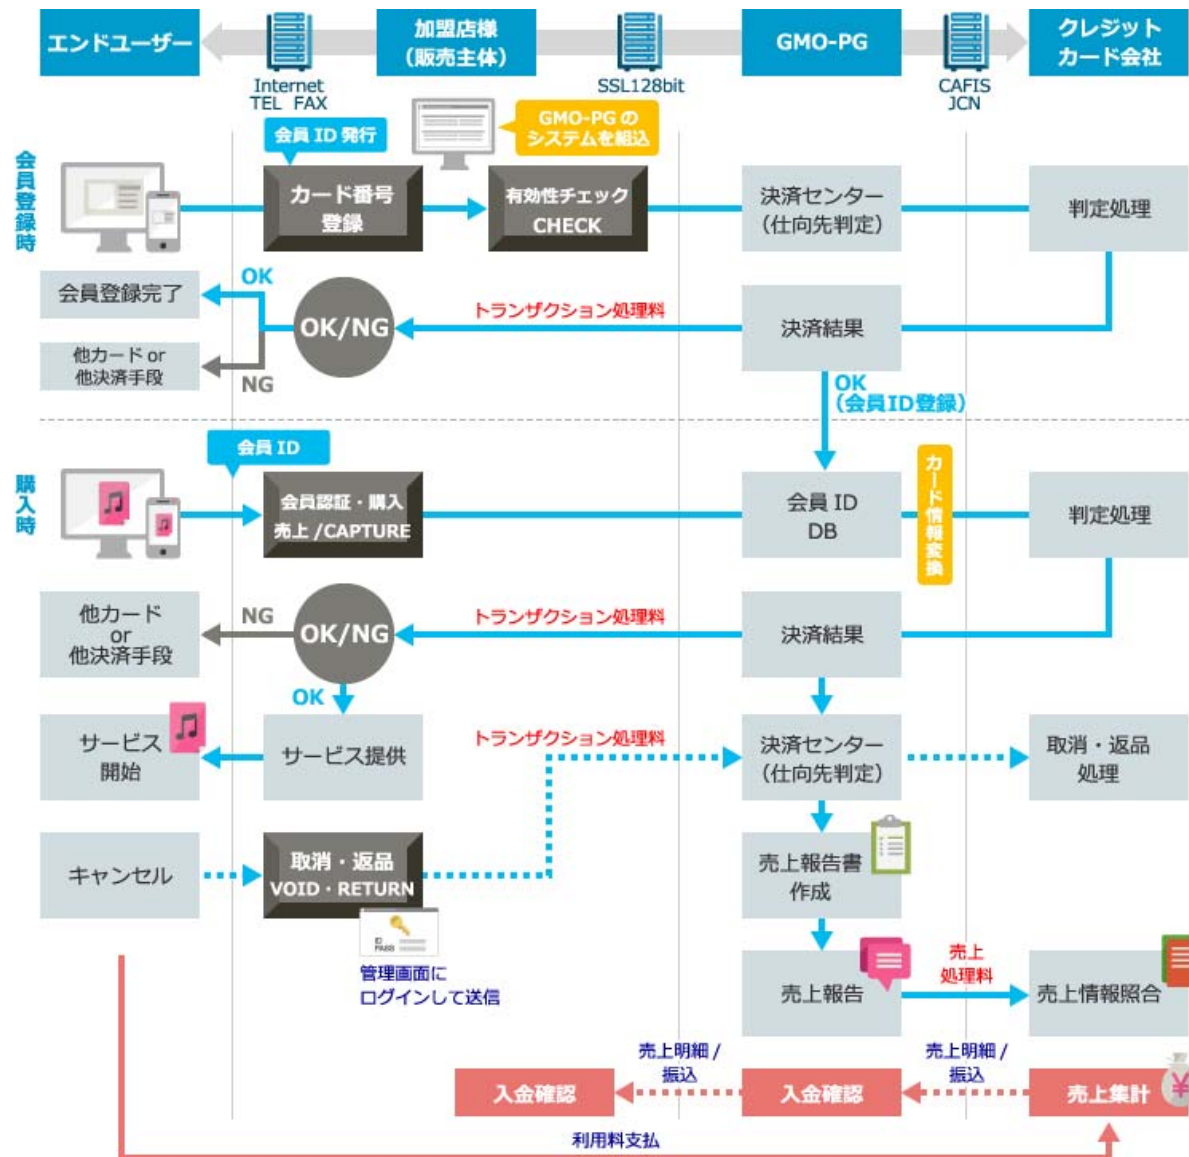 エンドユーザー
加盟店様
(販売主体)
GMO-PG
クレジット
カード会社
Internet
TEL FAX
SSL128bit
CAFIS
JCN
会員登録時
会員 ID 発行
GMO-PG の
システムを組込
カード番号
登録
有効性チェック
CHECK
決済センター
(仕向先判定)
判定処理
会員登録完了
OK
OK/NG
トランザクション処理料
決済結果
他カード or
他決済手段
NG
OK
(会員ID登録)
購入時
会員 ID
会員認証・購入
売上 /CAPTURE
会員 ID
DB
カード情報変換
判定処理
他カード
or
他決済手段
NG
OK/NG
トランザクション処理料
決済結果
OK
サービス
開始
サービス提供
トランザクション処理料
決済センター
(仕向先判定)
取消・返品
処理
キャンセル
取消・返品
VOID・RETURN
ID
PASS
管理画面に
ログインして送信
売上報告書
作成
売上報告
売上
処理料
売上情報照合
売上明細 /
振込
売上明細 /
振込
入金確認
入金確認
売上集計
¥
利用料支払